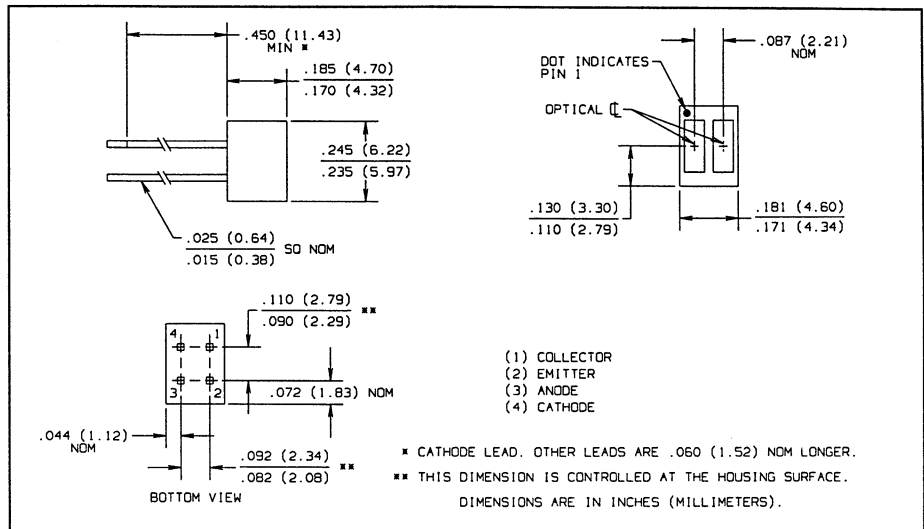 .450 (11.43)
MIN *
.185 (4.70)
.170 (4.32)
.245 (6.22)
.235 (5.97)
.025 (0.64)
.015 (0.38)
SQ NOM
.087 (2.21)
NOM
DOT INDICATES
PIN 1
OPTICAL ℄
.130 (3.30)
.110 (2.79)
.181 (4.60)
.171 (4.34)
.110 (2.79)
.090 (2.29)
**
4 1
3 2
.072 (1.83) NOM
.044 (1.12)
NOM
.092 (2.34)
.082 (2.08)
**
BOTTOM VIEW
(1) COLLECTOR
(2) EMITTER
(3) ANODE
(4) CATHODE
* CATHODE LEAD. OTHER LEADS ARE .060 (1.52) NOM LONGER.
** THIS DIMENSION IS CONTROLLED AT THE HOUSING SURFACE.
DIMENSIONS ARE IN INCHES (MILLIMETERS).